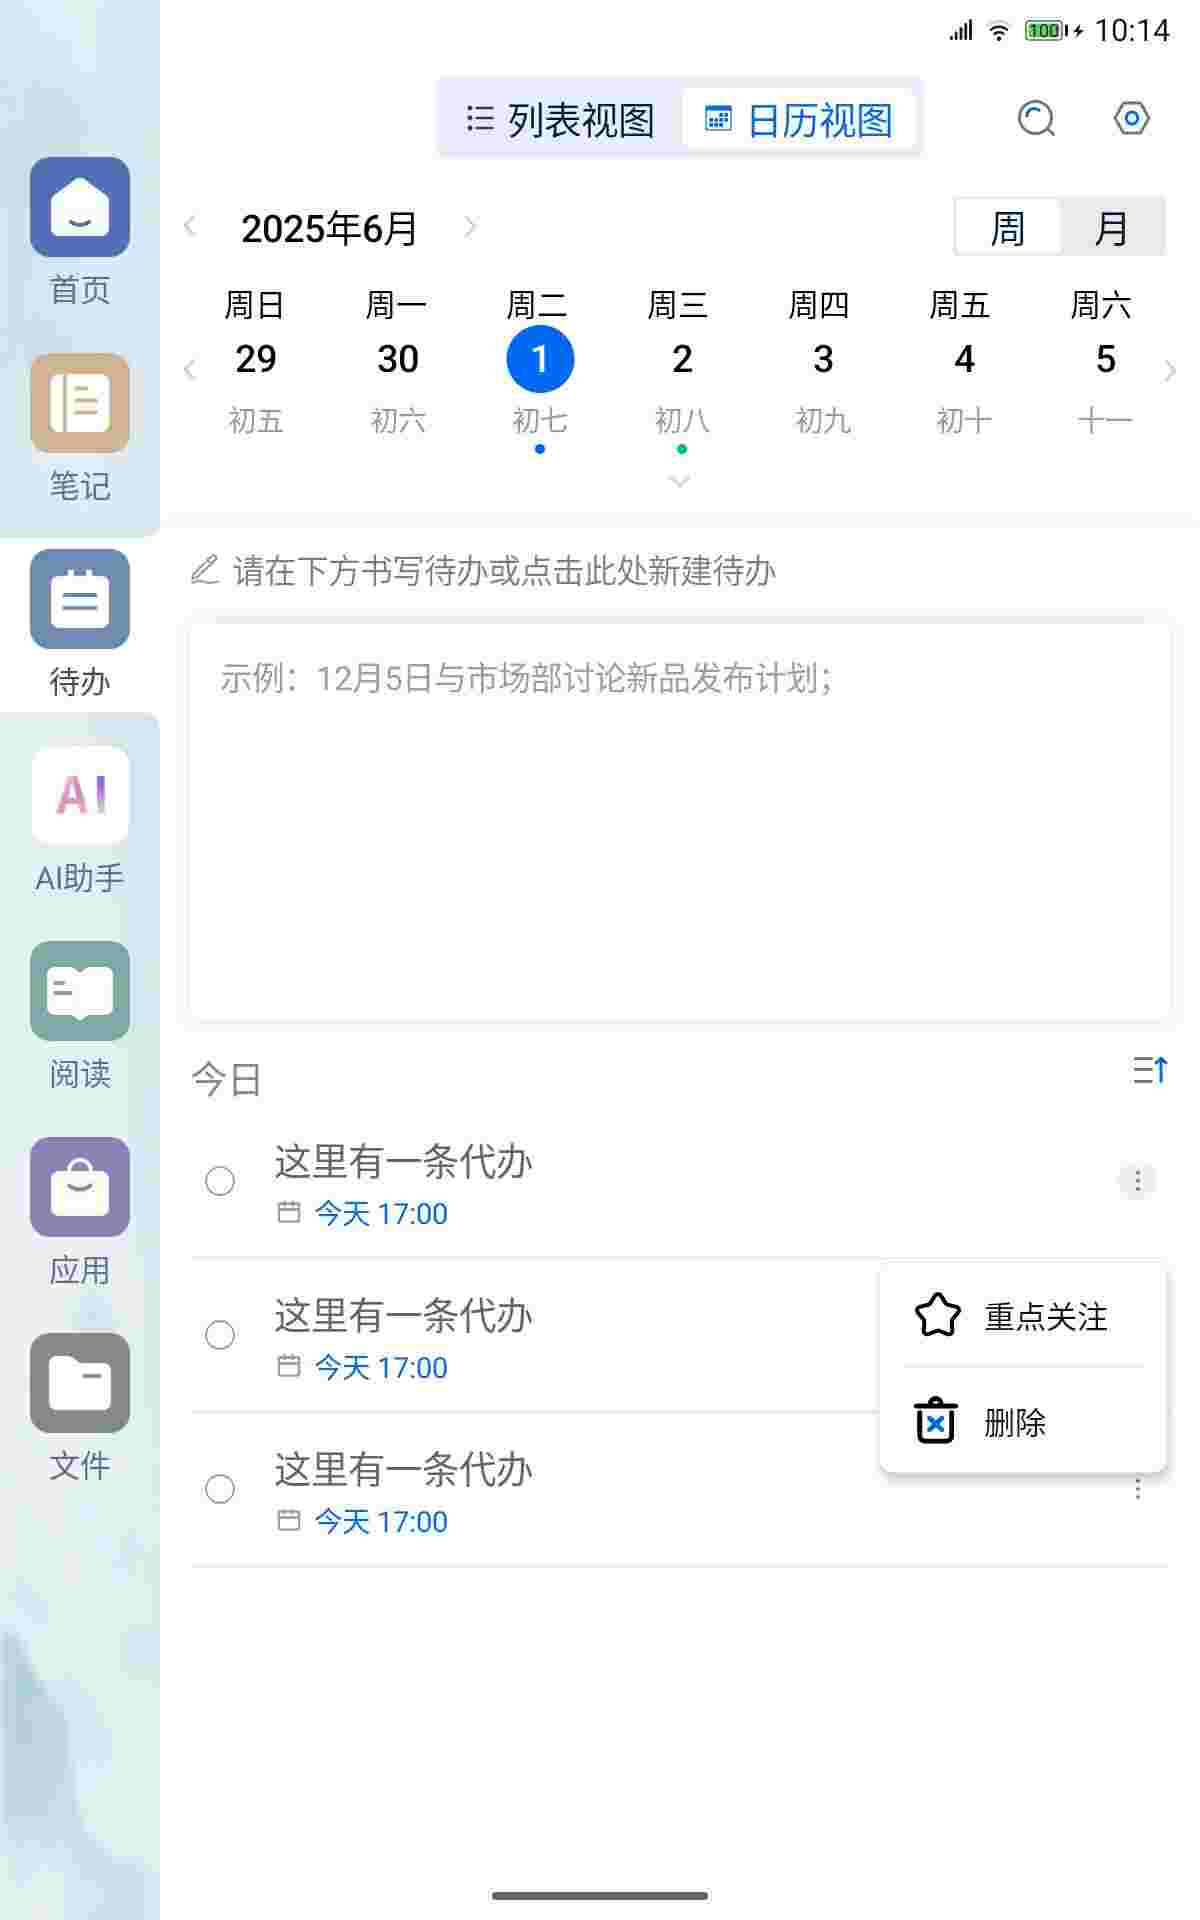 100 10:14
列表视图 日历视图
2025年6月 周 月
周日 周一 周二 周三 周四 周五 周六
29 30 1 2 3 4 5
初五 初六 初七 初八 初九 初十 十一
请在下方书写待办或点击此处新建待办
示例：12月5日与市场部讨论新品发布计划；
今日
这里有一条代办
今天 17:00
这里有一条代办
今天 17:00
这里有一条代办
今天 17:00
重点关注
删除
首页
笔记
待办
AI
AI助手
阅读
应用
文件